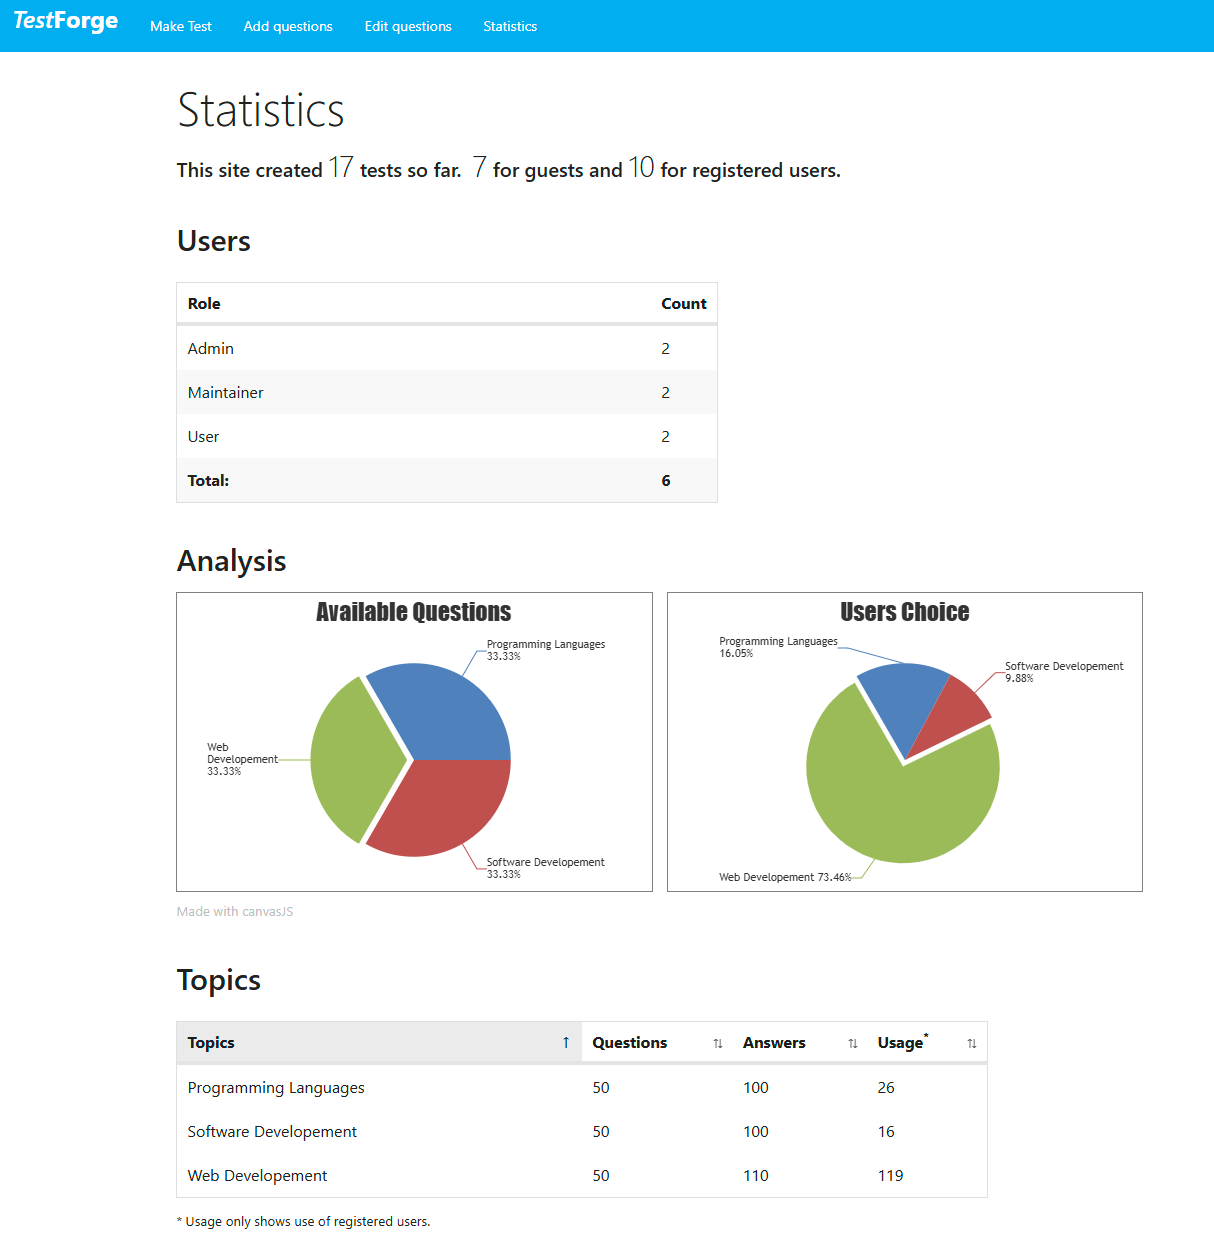 TestForge Make Test Add questions Edit questions Statistics
Statistics
This site created 17 tests so far. 7 for guests and 10 for registered users.
Users
Role Count
Admin 2
Maintainer 2
User 2
Total: 6
Analysis
Available Questions
Programming Languages
33.33%
Web
Developement
33.33%
Software Developement
33.33%
Users Choice
Programming Languages
16.05%
Software Developement
9.88%
Web Developement 73.46%
Made with canvasJS
Topics
Topics ↑ Questions ↑↓ Answers ↑↓ Usage* ↑↓
Programming Languages 50 100 26
Software Developement 50 100 16
Web Developement 50 110 119
* Usage only shows use of registered users.